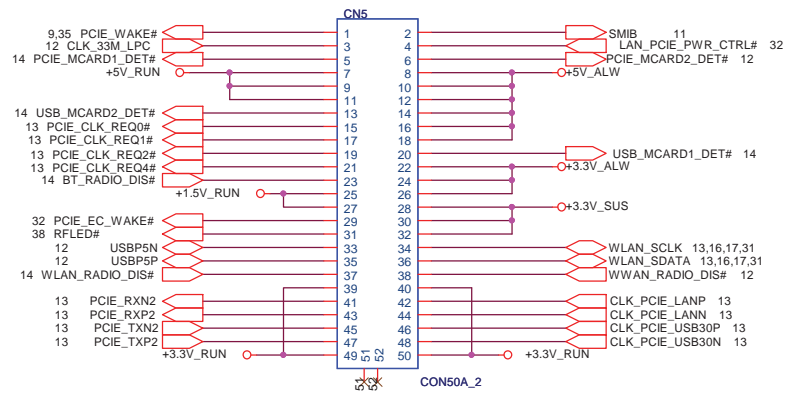 CN5
9,35 PCIE_WAKE# 1 2 SMIB 11
12 CLK_33M_LPC 3 4 LAN_PCIE_PWR_CTRL# 32
14 PCIE_MCARD1_DET# 5 6 PCIE_MCARD2_DET# 12
+5V_RUN 7 8 +5V_ALW
9 10
11 12
14 USB_MCARD2_DET# 13 14
13 PCIE_CLK_REQ0# 15 16
13 PCIE_CLK_REQ1# 17 18
13 PCIE_CLK_REQ2# 19 20 USB_MCARD1_DET# 14
13 PCIE_CLK_REQ4# 21 22 +3.3V_ALW
14 BT_RADIO_DIS# 23 24
+1.5V_RUN 25 26
27 28 +3.3V_SUS
32 PCIE_EC_WAKE# 29 30
38 RFLED# 31 32
12 USBP5N 33 34 WLAN_SCLK 13,16,17,31
12 USBP5P 35 36 WLAN_SDATA 13,16,17,31
14 WLAN_RADIO_DIS# 37 38 WWAN_RADIO_DIS# 12
39 40
13 PCIE_RXN2 41 42 CLK_PCIE_LANP 13
13 PCIE_RXP2 43 44 CLK_PCIE_LANN 13
13 PCIE_TXN2 45 46 CLK_PCIE_USB30P 13
13 PCIE_TXP2 47 48 CLK_PCIE_USB30N 13
+3.3V_RUN 49 51 52 50 +3.3V_RUN
51 52 CON50A_2